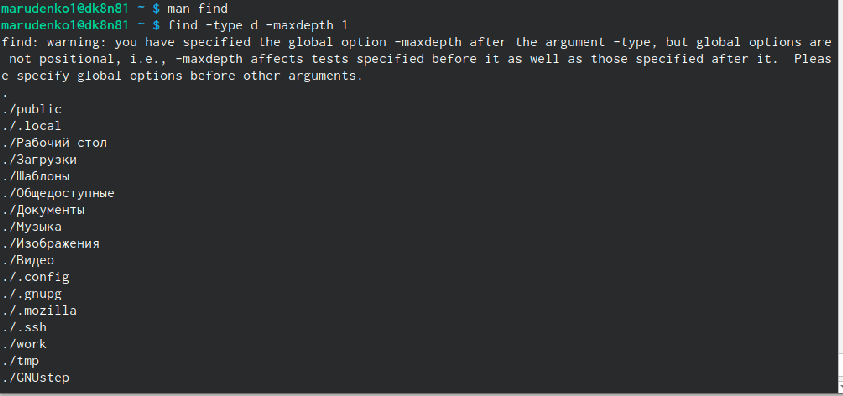 marudenko1@dk8n81 ~ $ man find
marudenko1@dk8n81 ~ $ find -type d -maxdepth 1
find: warning: you have specified the global option -maxdepth after the argument -type, but global options are
 not positional, i.e., -maxdepth affects tests specified before it as well as those specified after it.  Pleas
e specify global options before other arguments.
.
./public
./.local
./Рабочий стол
./Загрузки
./Шаблоны
./Общедоступные
./Документы
./Музыка
./Изображения
./Видео
./.config
./.gnupg
./.mozilla
./.ssh
./work
./tmp
./GNUstep